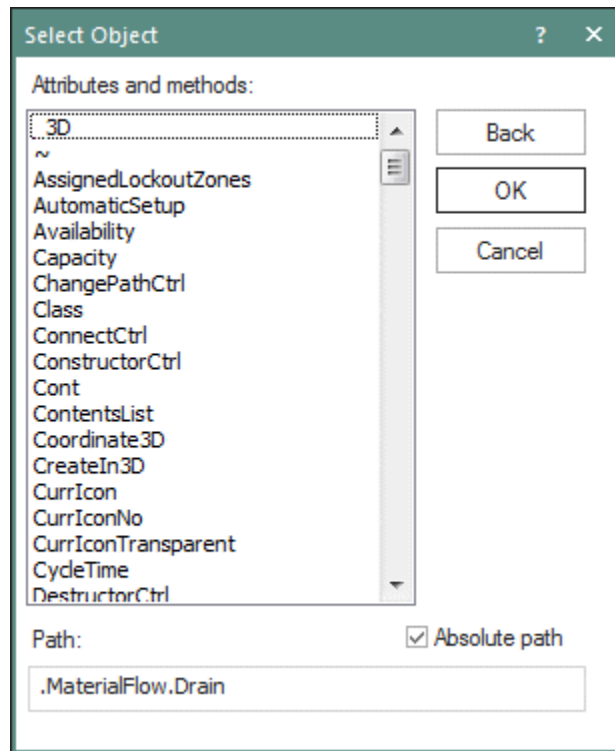 Select Object ? ×
Attributes and methods:
_3D
~
AssignedLockoutZones
AutomaticSetup
Availability
Capacity
ChangePathCtrl
Class
ConnectCtrl
ConstructorCtrl
Cont
ContentsList
Coordinate3D
CreateIn3D
CurrIcon
CurrIconNo
CurrIconTransparent
CycleTime
DestructorCtrl
Back
OK
Cancel
Path:
Absolute path
.MaterialFlow.Drain